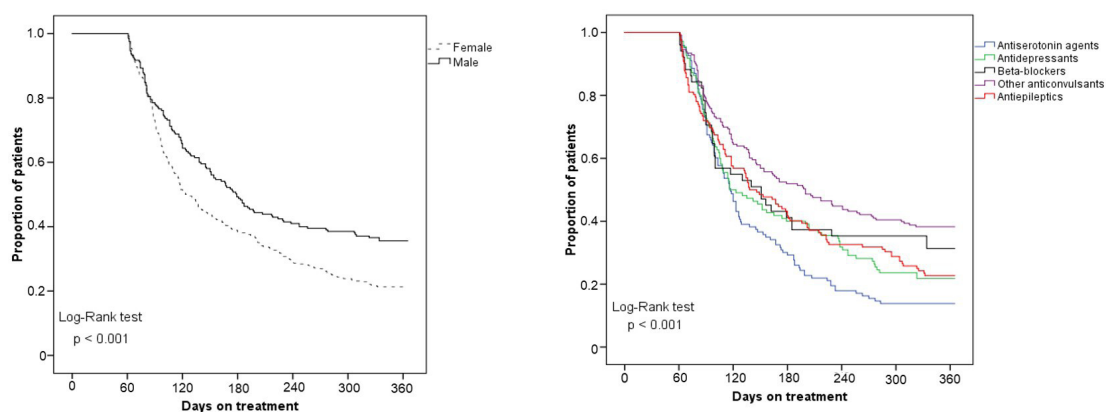 1.0
0.8
0.6
0.4
0.2
0
Proportion of patients
0 60 120 180 240 300 360
Days on treatment
Female
Male
Log-Rank test
p < 0.001
1.0
0.8
0.6
0.4
0.2
0
Proportion of patients
0 60 120 180 240 300 360
Days on treatment
Antiserotonin agents
Antidepressants
Beta-blockers
Other anticonvulsants
Antiepileptics
Log-Rank test
p < 0.001